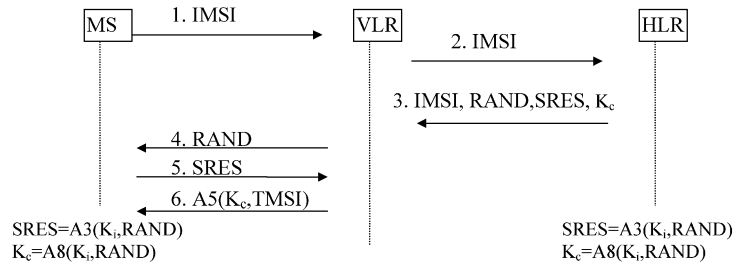 MS
1. IMSI
VLR
2. IMSI
HLR
3. IMSI, RAND,SRES, Kc
4. RAND
5. SRES
6. A5(Kc,TMSI)
SRES=A3(Ki,RAND)
Kc=A8(Ki,RAND)
SRES=A3(Ki,RAND)
Kc=A8(Ki,RAND)